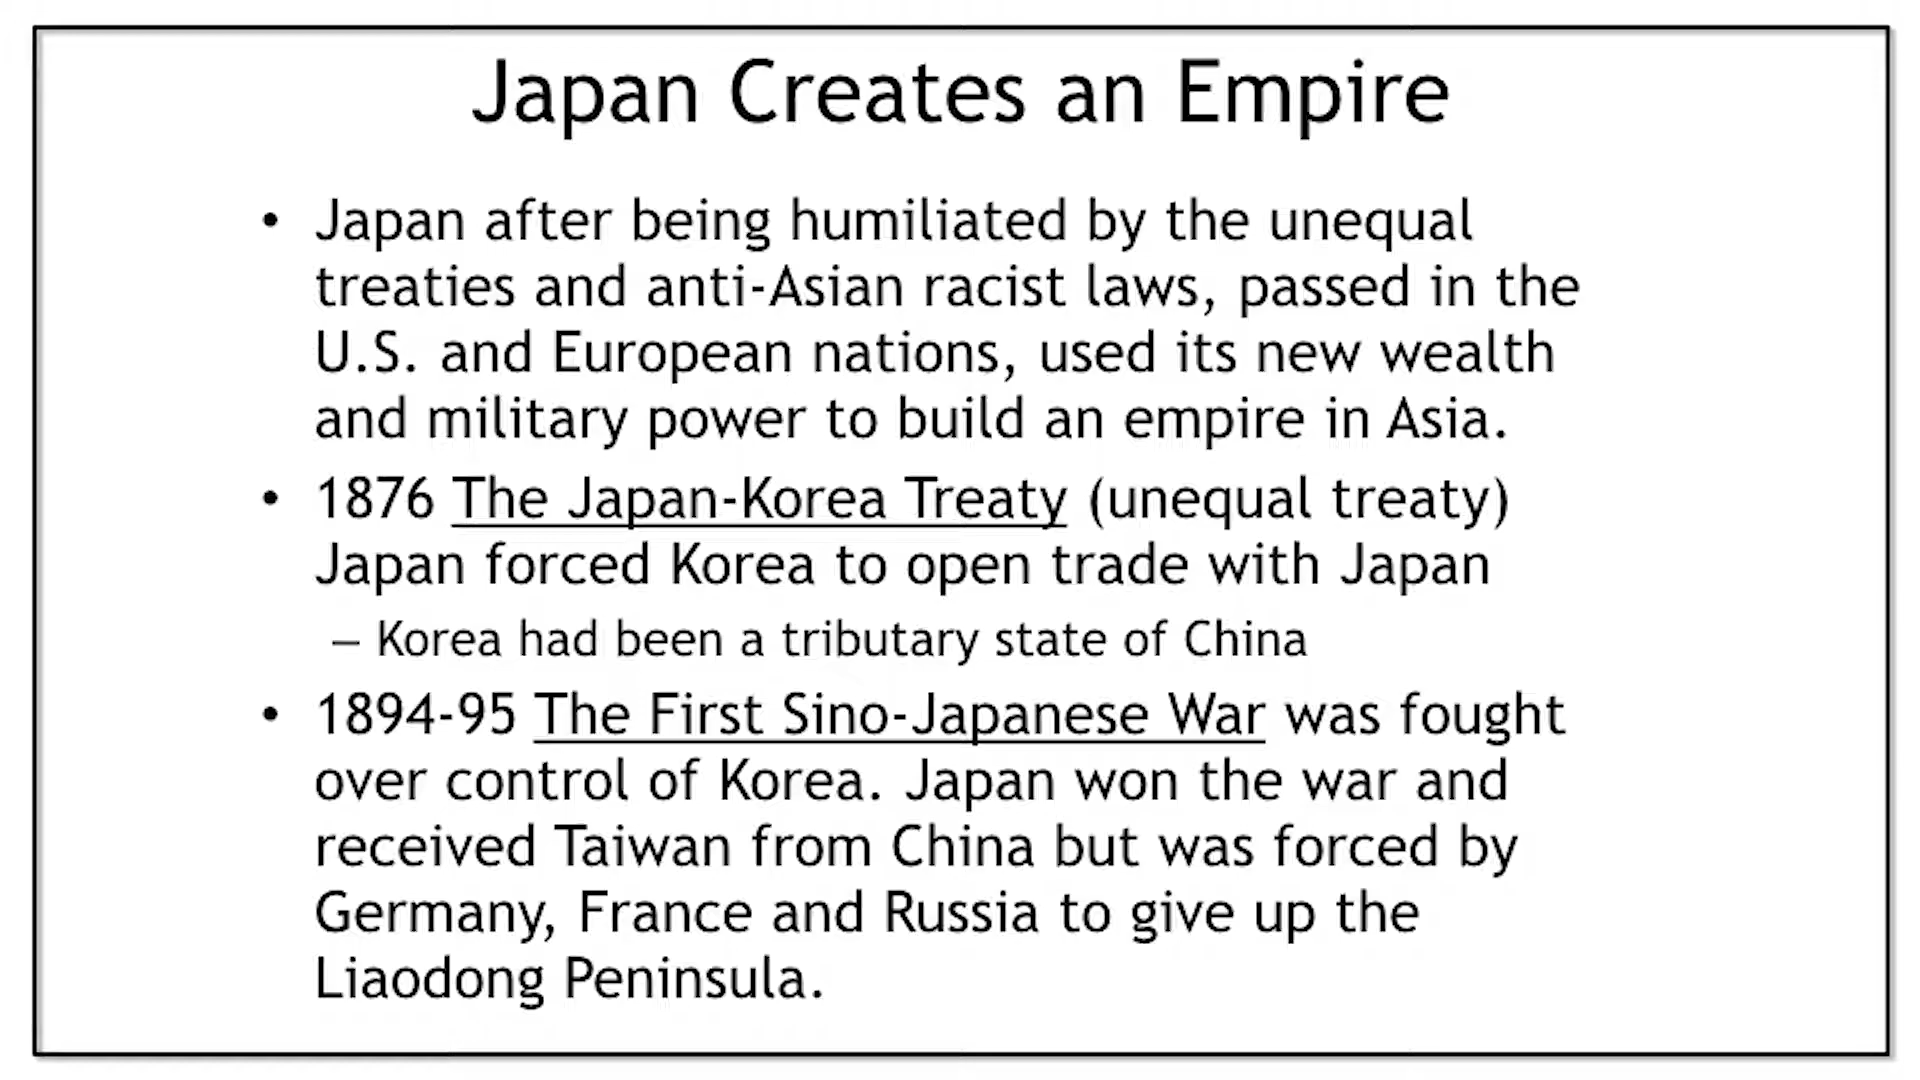 Japan Creates an Empire
• Japan after being humiliated by the unequal
treaties and anti-Asian racist laws, passed in the
U.S. and European nations, used its new wealth
and military power to build an empire in Asia.
• 1876 The Japan-Korea Treaty (unequal treaty)
Japan forced Korea to open trade with Japan
– Korea had been a tributary state of China
• 1894-95 The First Sino-Japanese War was fought
over control of Korea. Japan won the war and
received Taiwan from China but was forced by
Germany, France and Russia to give up the
Liaodong Peninsula.